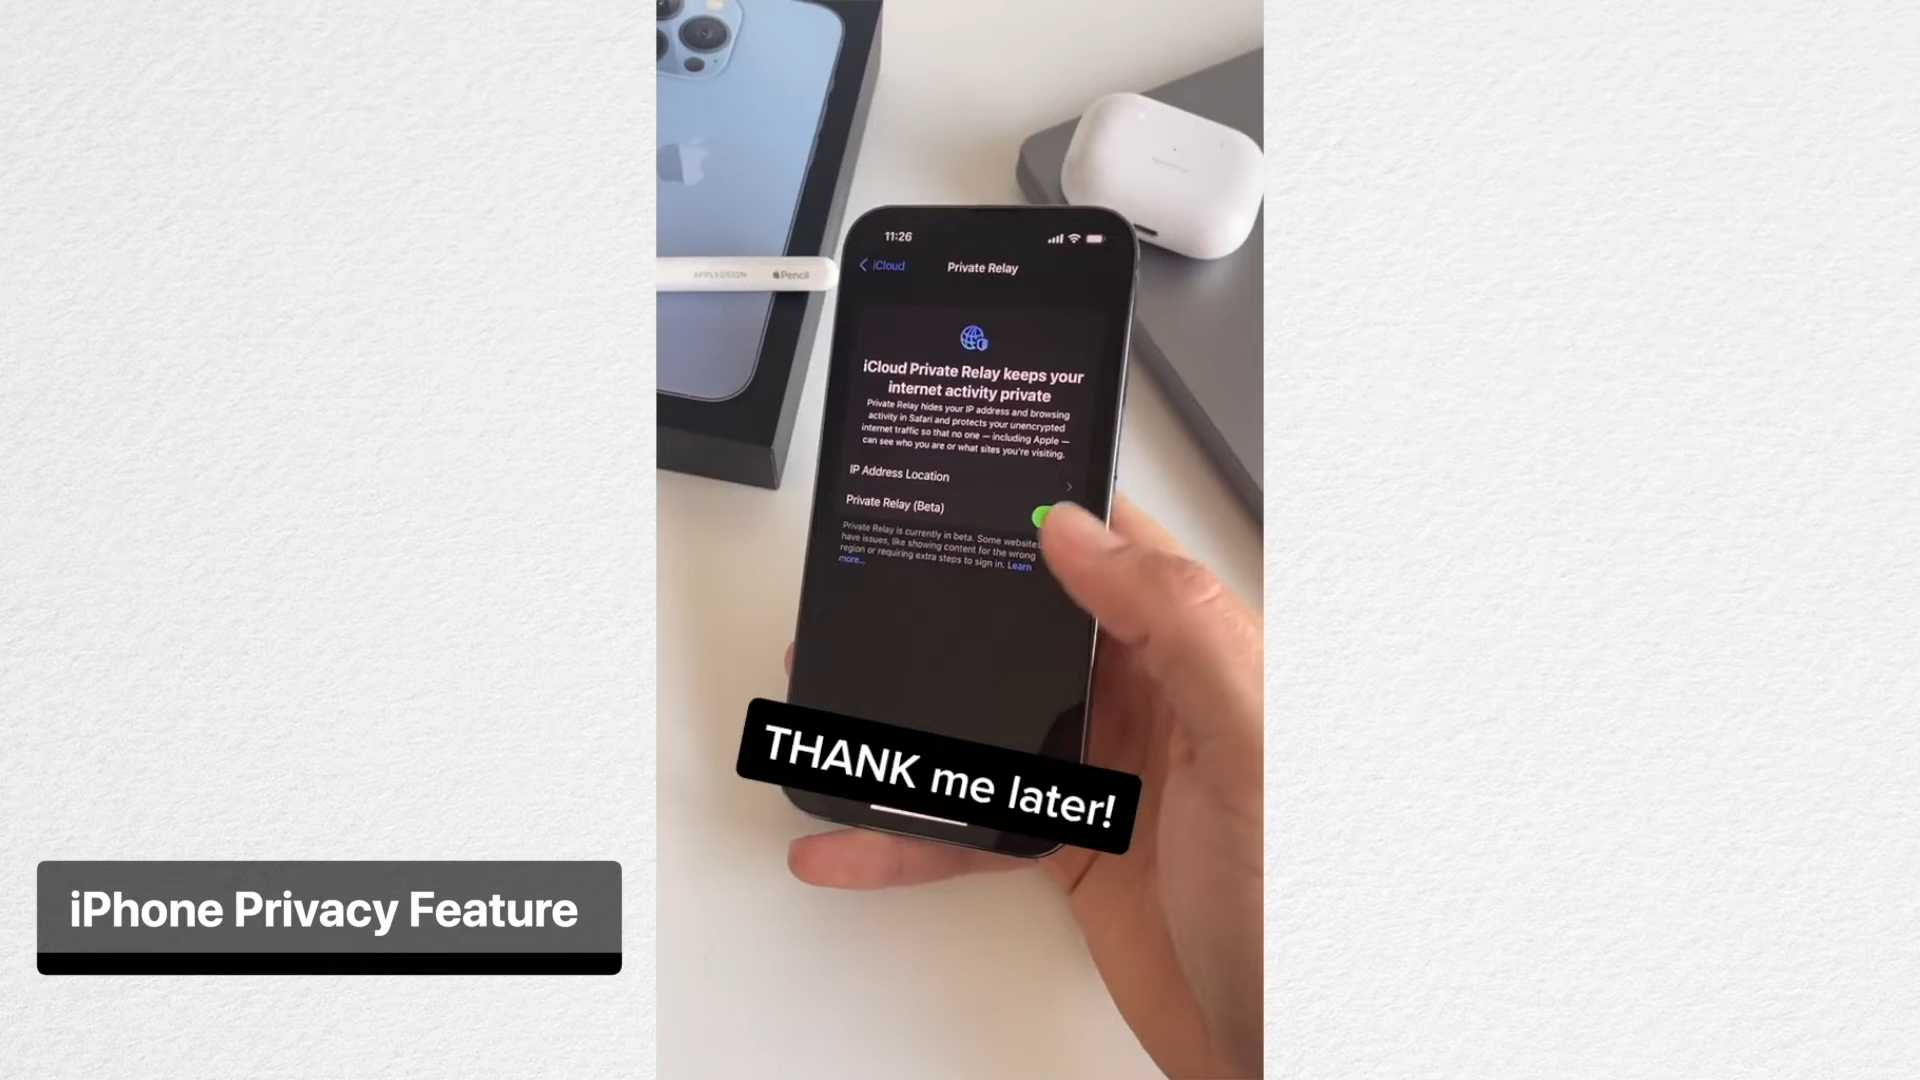 APPLEDSIGN Pencil
11:26
iCloud Private Relay
iCloud Private Relay keeps your
internet activity private
Private Relay hides your IP address and browsing
activity in Safari and protects your unencrypted
internet traffic so that no one — including Apple —
can see who you are or what sites you're visiting.
IP Address Location
Private Relay (Beta)
Private Relay is currently in beta. Some websites
have issues, like showing content for the wrong
region or requiring extra steps to sign in. Learn
more...
THANK me later!
iPhone Privacy Feature